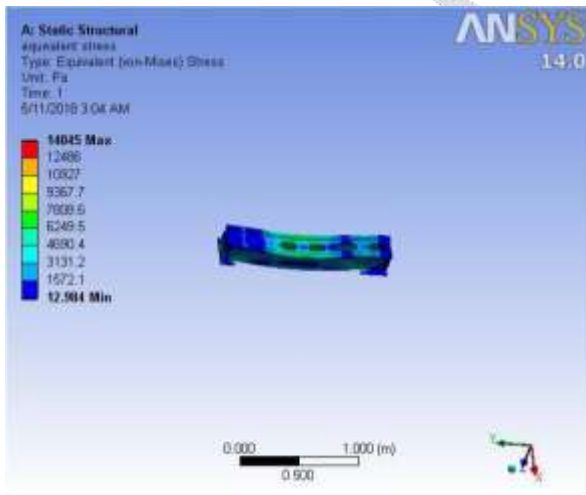 A: Static Structural
equivalent stress
Type: Equivalent (von-Mises) Stress
Unit: Pa
Time: 1
6/11/2018 3:04 AM
ANSYS
14.0
14045 Max
12486
10927
9367.7
7808.6
6249.5
4690.4
3131.2
1572.1
12.984 Min
0.000
1.000 (m)
0.500
Y
Z
X